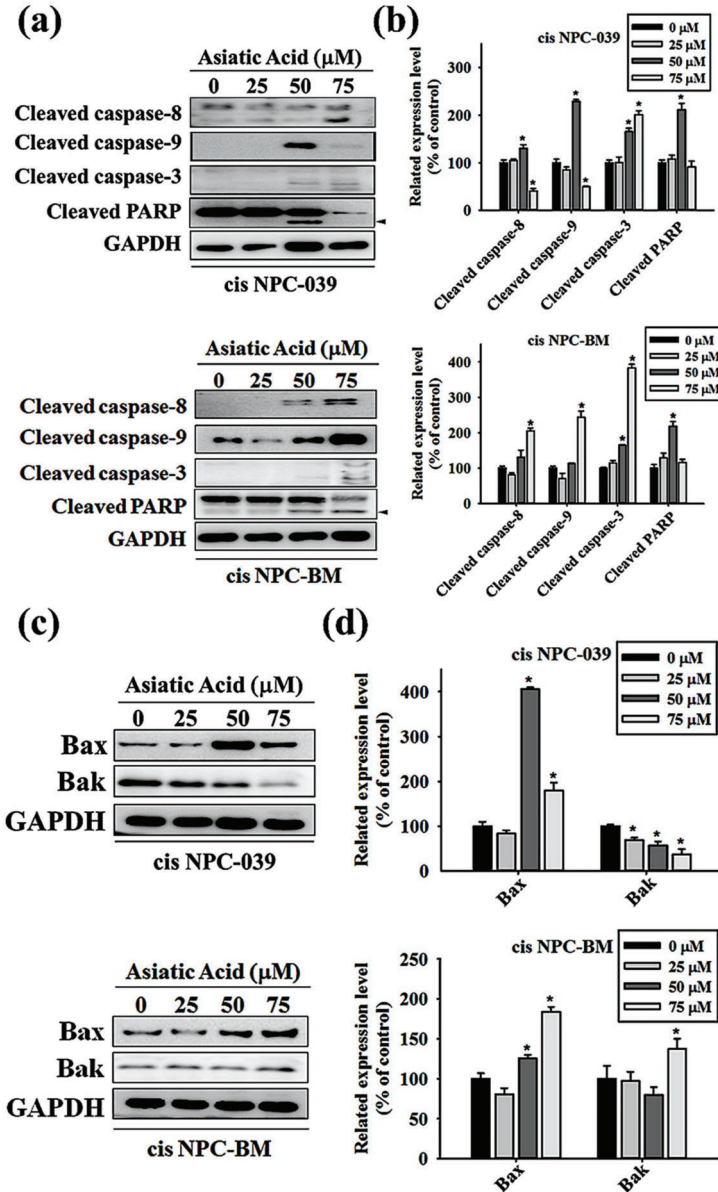 (a)
Asiatic Acid (μM)
0 25 50 75
Cleaved caspase-8
Cleaved caspase-9
Cleaved caspase-3
Cleaved PARP
GAPDH
cis NPC-039
Asiatic Acid (μM)
0 25 50 75
Cleaved caspase-8
Cleaved caspase-9
Cleaved caspase-3
Cleaved PARP
GAPDH
cis NPC-BM
(b)
cis NPC-039
0 μM
25 μM
50 μM
75 μM
Related expression level
(% of control)
300
200
100
0
* * * * * * *
Cleaved caspase-8
Cleaved caspase-9
Cleaved caspase-3
Cleaved PARP
cis NPC-BM
0 μM
25 μM
50 μM
75 μM
Related expression level
(% of control)
400
300
200
100
0
* * * * *
Cleaved caspase-8
Cleaved caspase-9
Cleaved caspase-3
Cleaved PARP
(c)
Asiatic Acid (μM)
0 25 50 75
Bax
Bak
GAPDH
cis NPC-039
Asiatic Acid (μM)
0 25 50 75
Bax
Bak
GAPDH
cis NPC-BM
(d)
cis NPC-039
0 μM
25 μM
50 μM
75 μM
Related expression level
(% of control)
400
300
200
100
0
* * * * *
Bax
Bak
cis NPC-BM
0 μM
25 μM
50 μM
75 μM
Related expression level
(% of control)
250
200
150
100
50
0
* * *
Bax
Bak